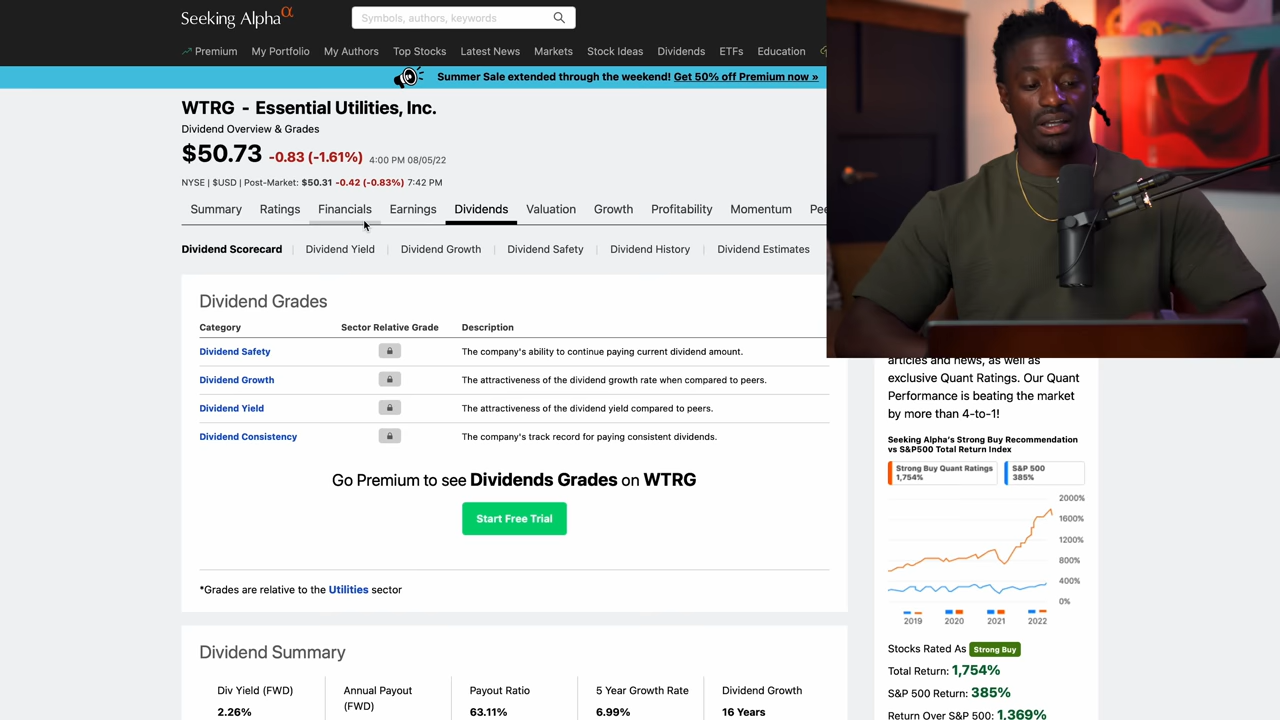 Seeking Alpha α
Symbols, authors, keywords
Premium My Portfolio My Authors Top Stocks Latest News Markets Stock Ideas Dividends ETFs Education
Summer Sale extended through the weekend! Get 50% off Premium now »
WTRG - Essential Utilities, Inc.
Dividend Overview & Grades
$50.73 -0.83 (-1.61%) 4:00 PM 08/05/22
NYSE | $USD | Post-Market: $50.31 -0.42 (-0.83%) 7:42 PM
Summary Ratings Financials Earnings Dividends Valuation Growth Profitability Momentum Pee
Dividend Scorecard | Dividend Yield | Dividend Growth | Dividend Safety | Dividend History | Dividend Estimates
Dividend Grades
Category Sector Relative Grade Description
Dividend Safety The company's ability to continue paying current dividend amount.
Dividend Growth The attractiveness of the dividend growth rate when compared to peers.
Dividend Yield The attractiveness of the dividend yield compared to peers.
Dividend Consistency The company's track record for paying consistent dividends.
Go Premium to see Dividends Grades on WTRG
Start Free Trial
*Grades are relative to the Utilities sector
Dividend Summary
Div Yield (FWD) Annual Payout (FWD) Payout Ratio 5 Year Growth Rate Dividend Growth
2.26% 63.11% 6.99% 16 Years
articles and news, as well as
exclusive Quant Ratings. Our Quant
Performance is beating the market
by more than 4-to-1!
Seeking Alpha's Strong Buy Recommendation
vs S&P500 Total Return Index
Strong Buy Quant Ratings
1,754%
S&P 500
385%
2000%
1600%
1200%
800%
400%
0%
2019 2020 2021 2022
Stocks Rated As Strong Buy
Total Return: 1,754%
S&P 500 Return: 385%
Return Over S&P 500: 1,369%